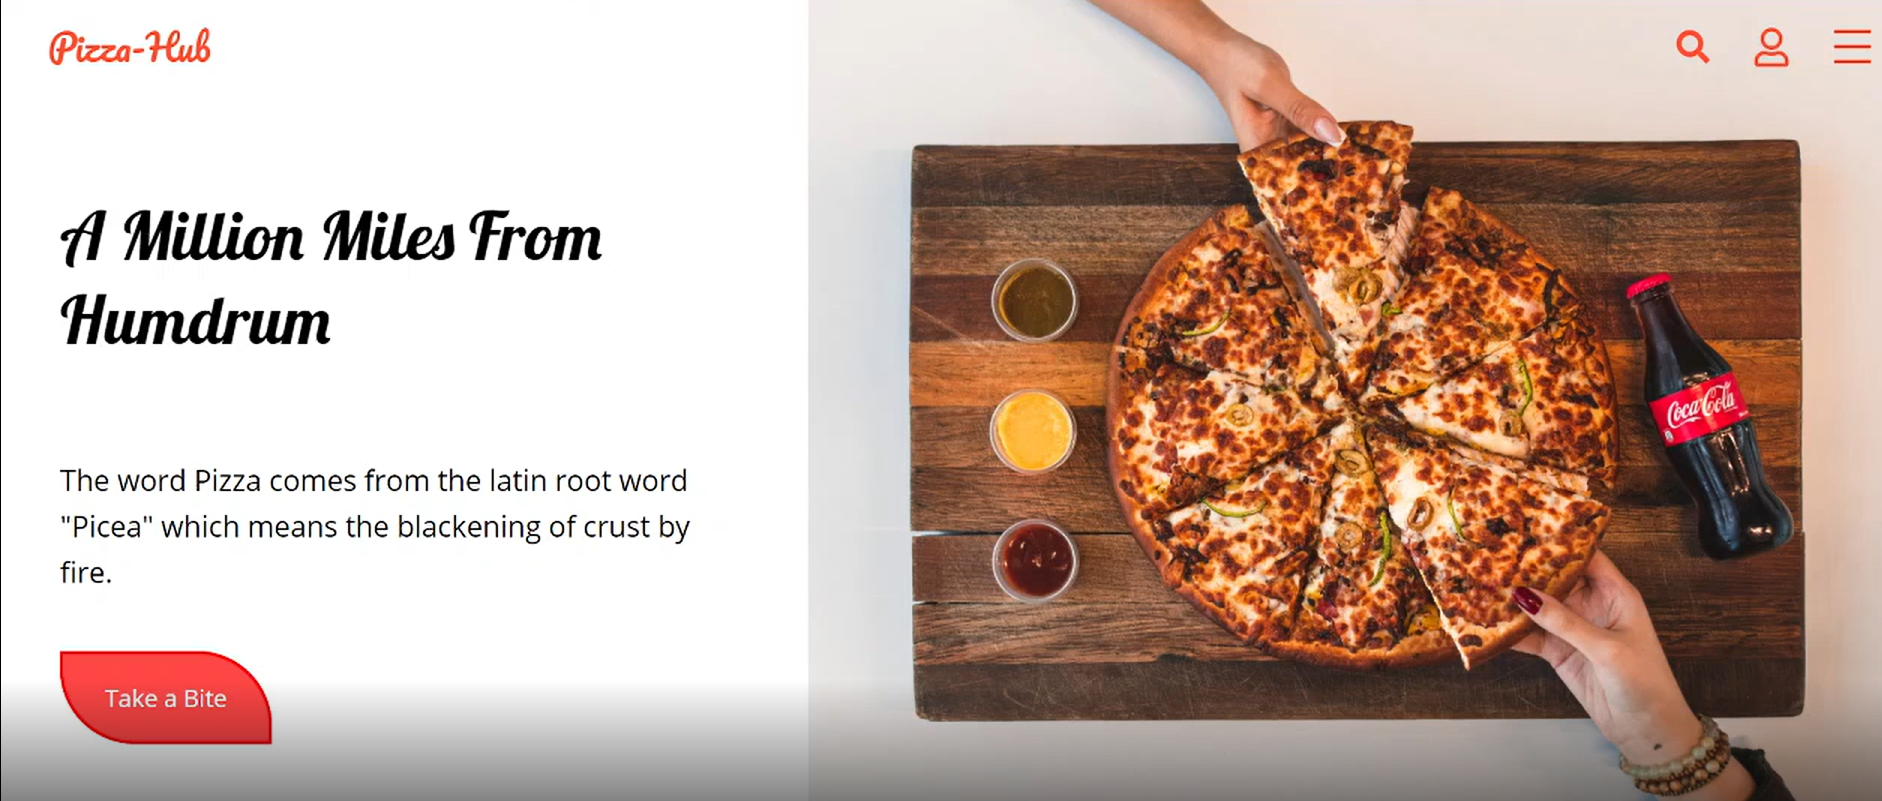 Pizza-Hub
A Million Miles From
Humdrum
The word Pizza comes from the latin root word
"Picea" which means the blackening of crust by
fire.
Take a Bite
Coca-Cola